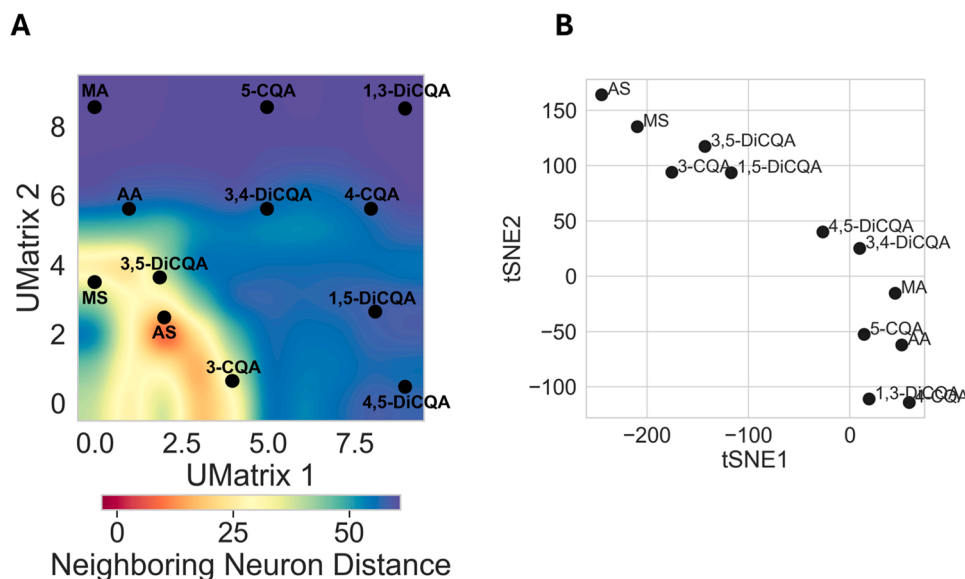 A
B
MA
5-CQA
1,3-DiCQA
AA
3,4-DiCQA
4-CQA
3,5-DiCQA
MS
1,5-DiCQA
AS
3-CQA
4,5-DiCQA
8
6
4
2
0
UMatrix 2
0.0
2.5
5.0
7.5
UMatrix 1
0
25
50
Neighboring Neuron Distance
AS
MS
3,5-DiCQA
3-CQA
1,5-DiCQA
4,5-DiCQA
3,4-DiCQA
MA
5-CQA
AA
1,3-DiCQA
4-CQA
150
100
50
0
−50
−100
tSNE2
−200
−100
0
tSNE1